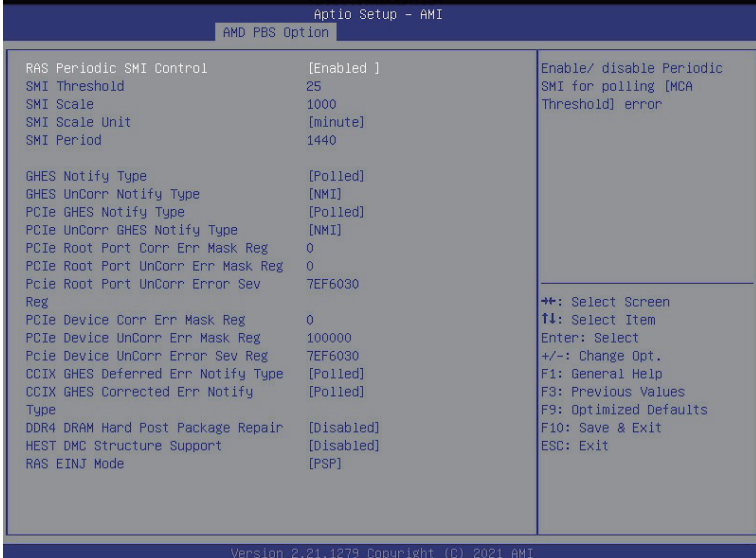 Aptio Setup – AMI
AMD PBS Option
RAS Periodic SMI Control [Enabled ]
SMI Threshold 25
SMI Scale 1000
SMI Scale Unit [minute]
SMI Period 1440
GHES Notify Type [Polled]
GHES UnCorr Notify Type [NMI]
PCIe GHES Notify Type [Polled]
PCIe UnCorr GHES Notify Type [NMI]
PCIe Root Port Corr Err Mask Reg 0
PCIe Root Port UnCorr Err Mask Reg 0
Pcie Root Port UnCorr Error Sev 7EF6030
Reg
PCIe Device Corr Err Mask Reg 0
PCIe Device UnCorr Err Mask Reg 100000
Pcie Device UnCorr Error Sev Reg 7EF6030
CCIX GHES Deferred Err Notify Type [Polled]
CCIX GHES Corrected Err Notify [Polled]
Type
DDR4 DRAM Hard Post Package Repair [Disabled]
HEST DMC Structure Support [Disabled]
RAS EINJ Mode [PSP]
Enable/ disable Periodic
SMI for polling [MCA
Threshold] error
→←: Select Screen
↑↓: Select Item
Enter: Select
+/-: Change Opt.
F1: General Help
F3: Previous Values
F9: Optimized Defaults
F10: Save & Exit
ESC: Exit
Version 2.21.1279 Copyright (C) 2021 AMI